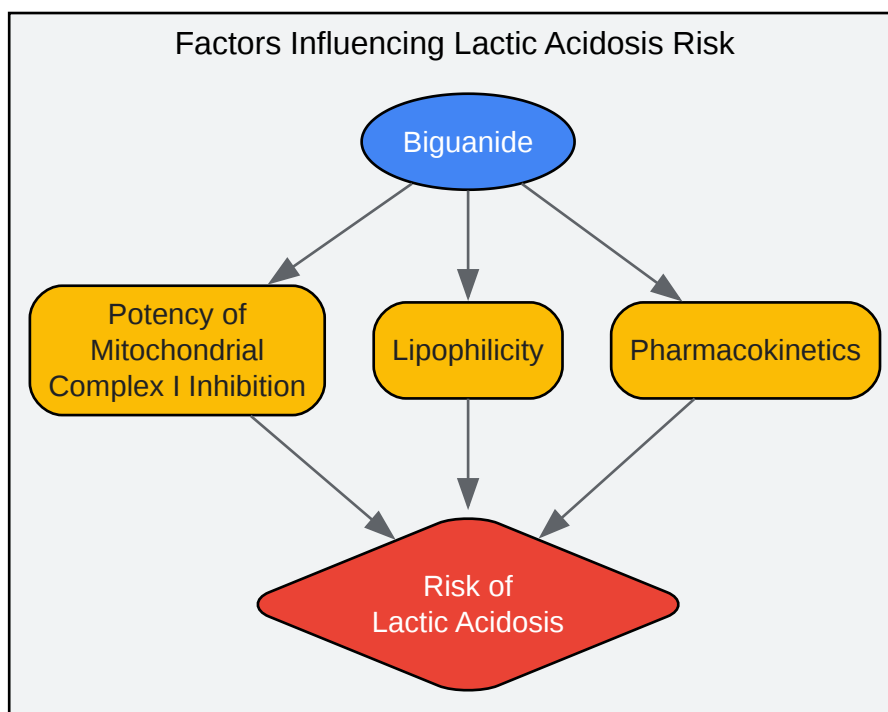 Factors Influencing Lactic Acidosis Risk
Biguanide
Potency of
Mitochondrial
Complex I Inhibition
Lipophilicity
Pharmacokinetics
Risk of
Lactic Acidosis